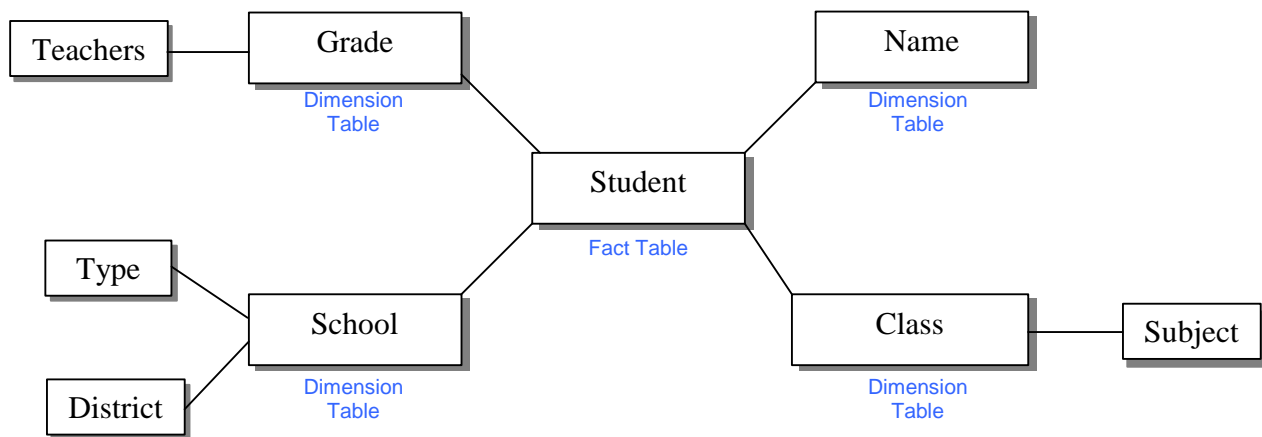 Teachers
Grade
Dimension
Table
Name
Dimension
Table
Student
Fact Table
Type
District
School
Dimension
Table
Class
Dimension
Table
Subject